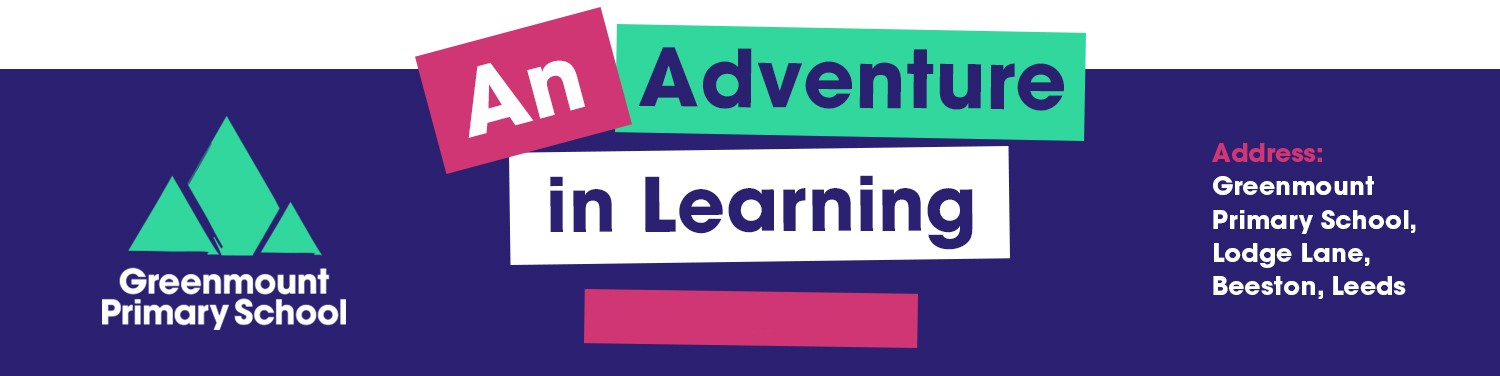 An Adventure
in Learning
Greenmount
Primary School
Address:
Greenmount
Primary School,
Lodge Lane,
Beeston, Leeds